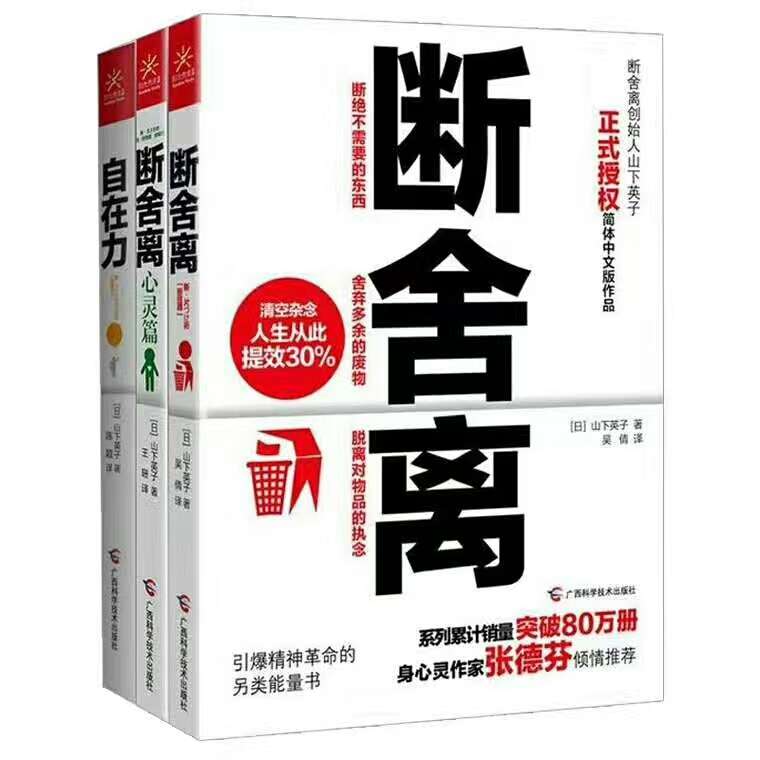 自在力
[日] 山下英子 著
陈超 译
广西科学技术出版社
断舍离
心灵篇
[日] 山下英子 著
王妍 译
广西科学技术出版社
断舍离
[日] 山下英子 著
吴倩 译
广西科学技术出版社
断舍离
断绝不需要的东西
舍弃多余的废物
脱离对物品的执念
断舍离创始人山下英子
正式授权
简体中文版作品
清空杂念
人生从此
提效30%
[日] 山下英子 著
吴倩 译
广西科学技术出版社
系列累计销量突破80万册
身心灵作家张德芬倾情推荐
引爆精神革命的
另类能量书